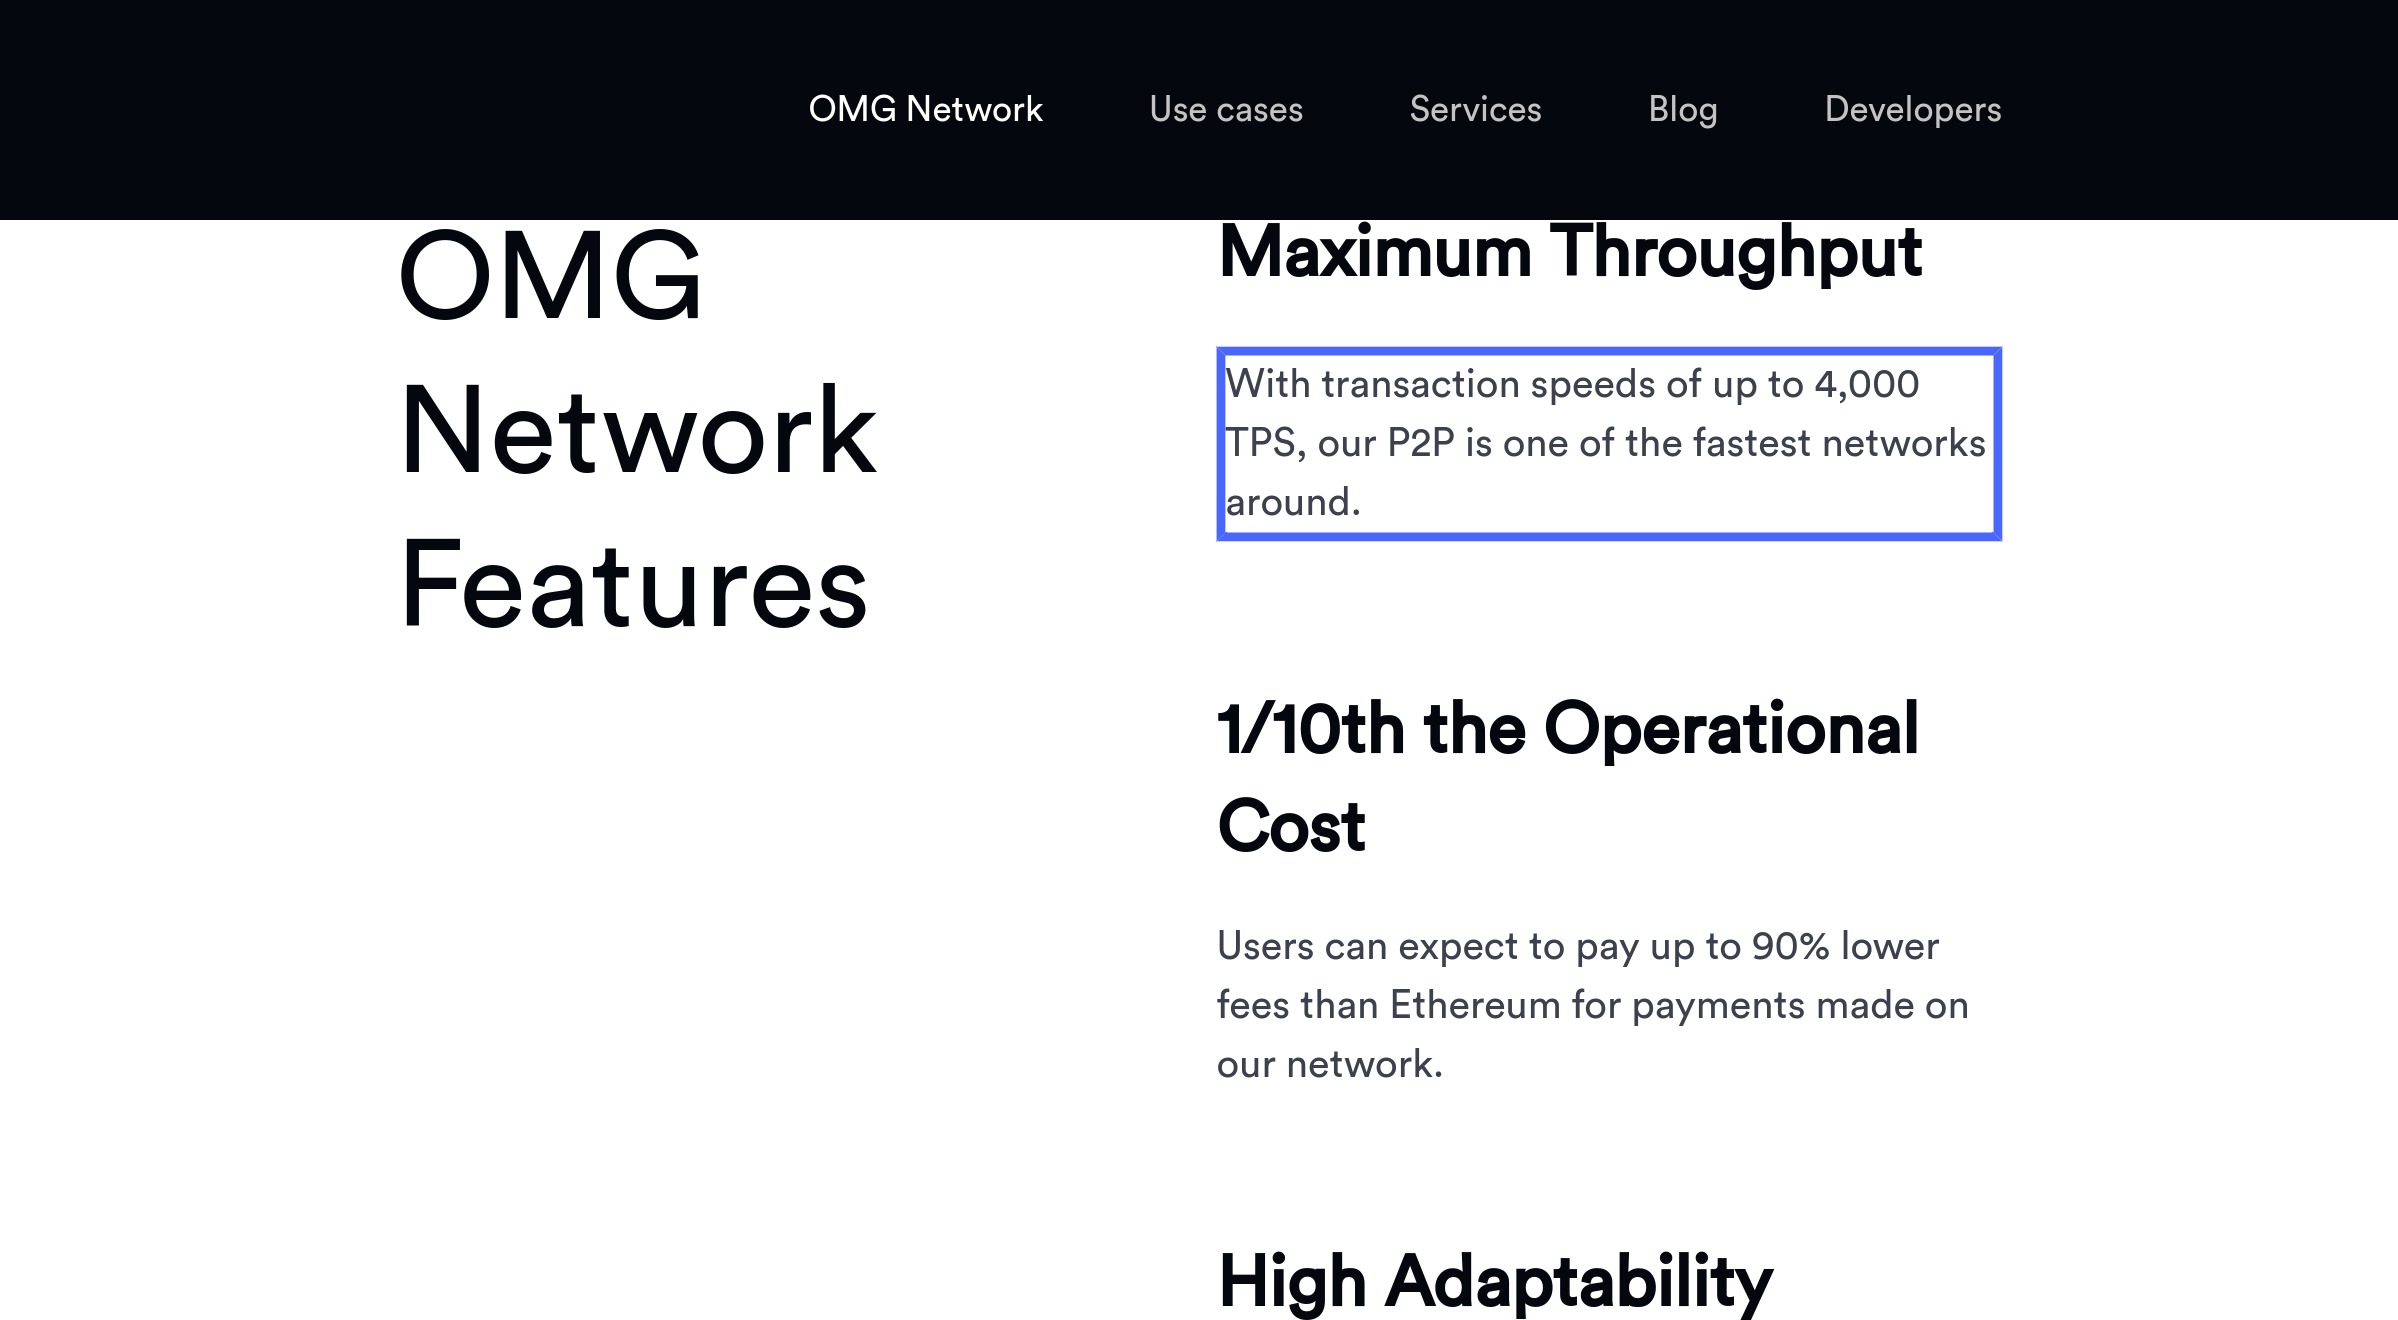 OMG Network
Use cases
Services
Blog
Developers
OMG
Network
Features
Maximum Throughput
With transaction speeds of up to 4,000
TPS, our P2P is one of the fastest networks
around.
1/10th the Operational
Cost
Users can expect to pay up to 90% lower
fees than Ethereum for payments made on
our network.
High Adaptability